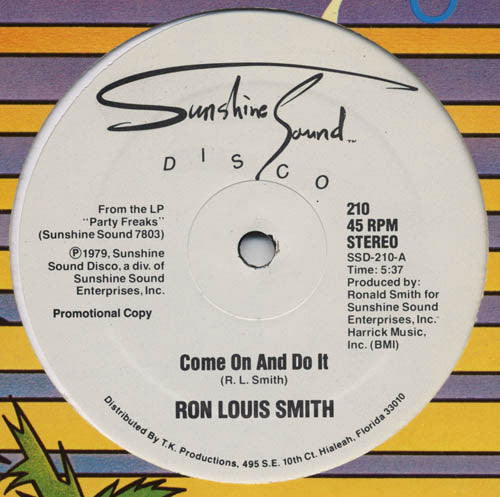 Sunshine Sound™
DISCO
From the LP
"Party Freaks"
(Sunshine Sound 7803)
Ⓟ1979, Sunshine
Sound Disco, a div. of
Sunshine Sound
Enterprises, Inc.
Promotional Copy
210
45 RPM
STEREO
SSD-210-A
Time: 5:37
Produced by:
Ronald Smith for
Sunshine Sound
Enterprises, Inc.
Harrick Music,
Inc. (BMI)
Come On And Do It
(R. L. Smith)
RON LOUIS SMITH
Distributed By T.K. Productions, 495 S.E. 10th Ct. Hialeah, Florida 33010